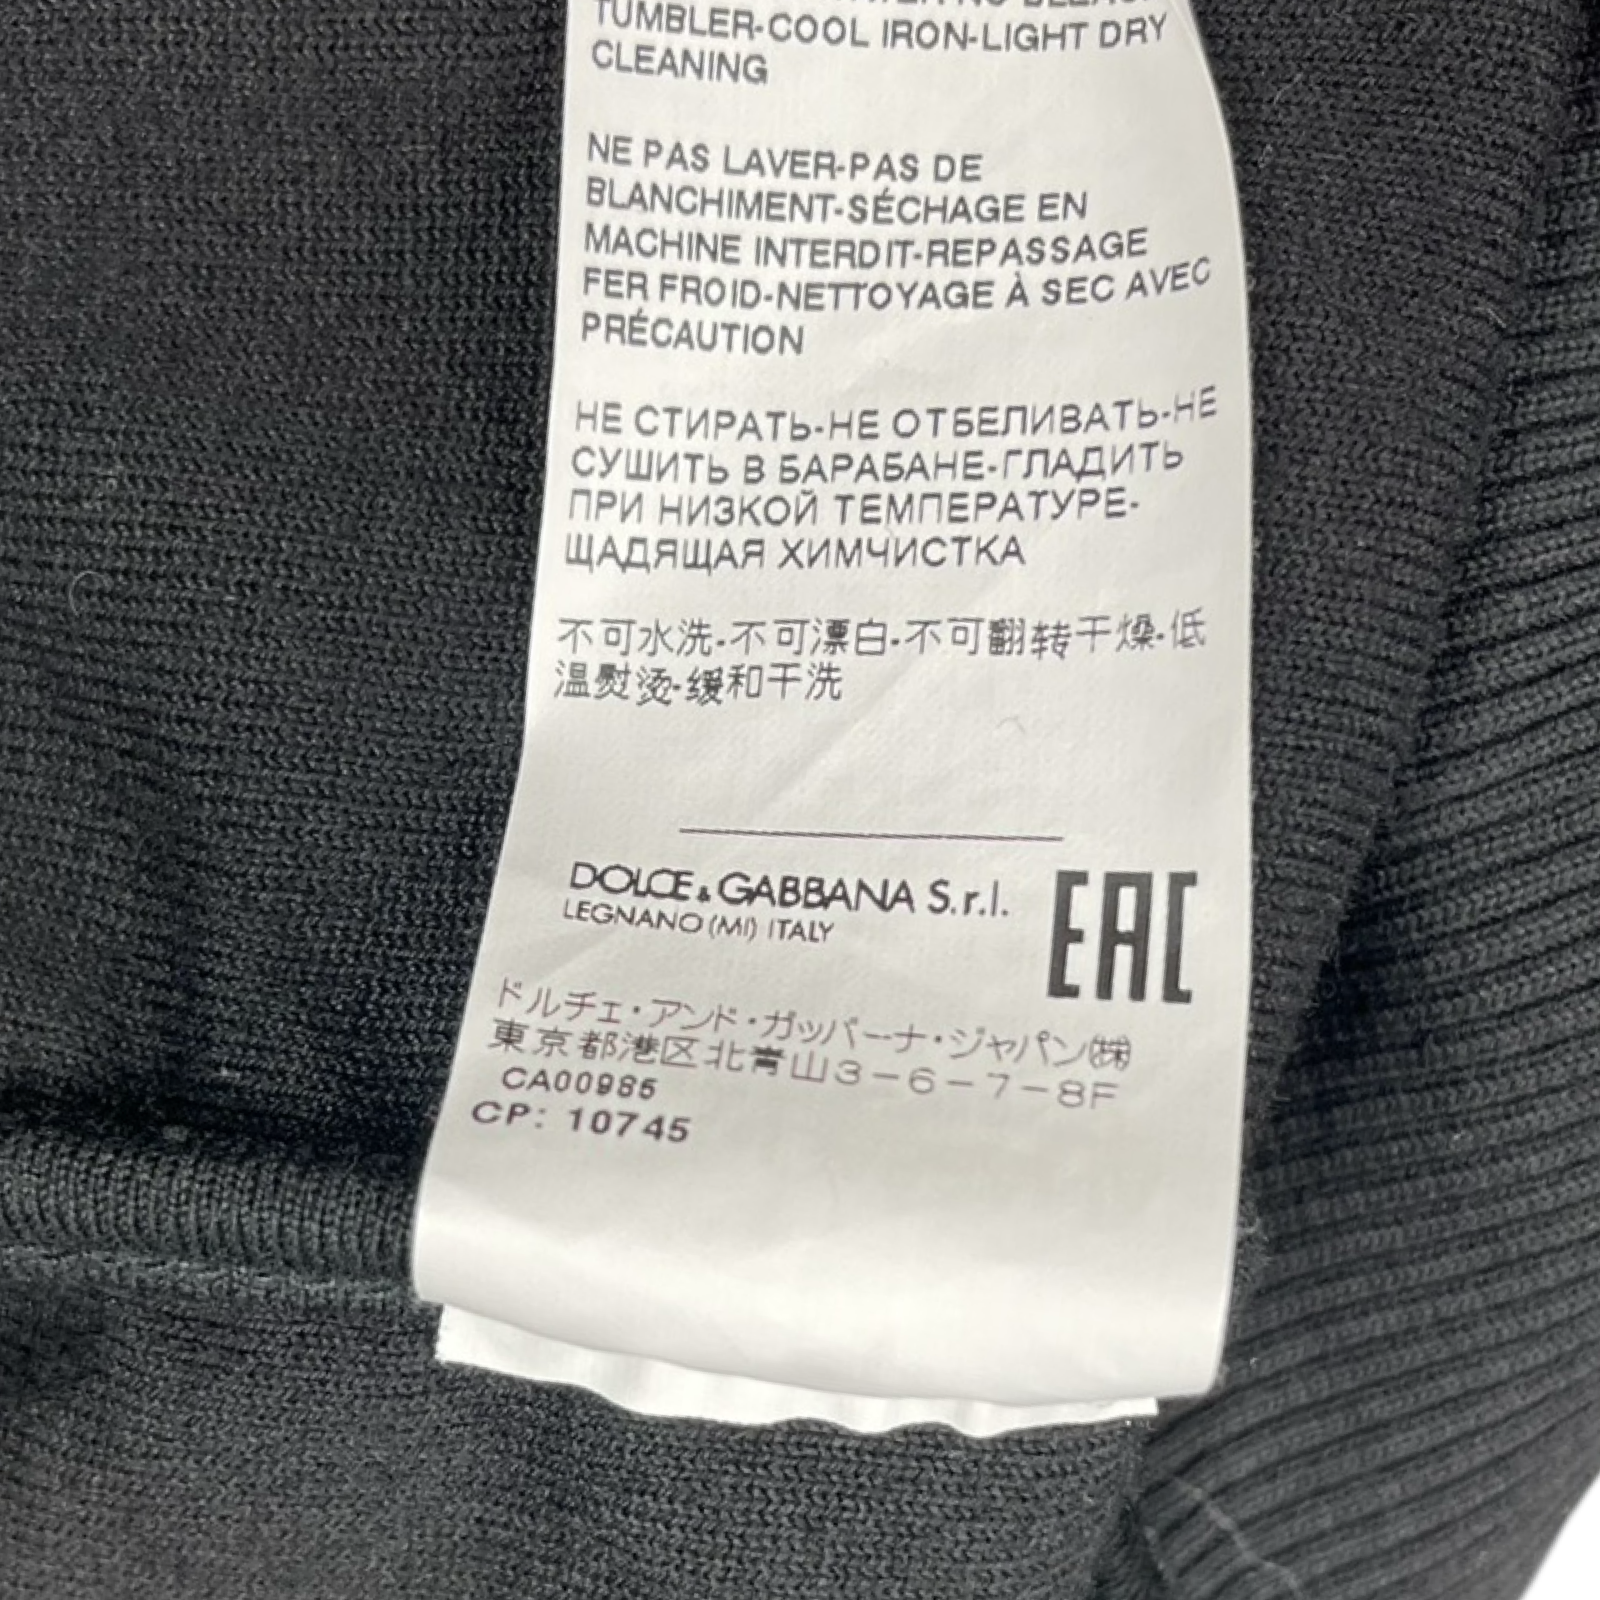 TUMBLER-COOL IRON-LIGHT DRY
CLEANING
NE PAS LAVER-PAS DE
BLANCHIMENT-SÉCHAGE EN
MACHINE INTERDIT-REPASSAGE
FER FROID-NETTOYAGE À SEC AVEC
PRÉCAUTION
НЕ СТИРАТЬ-НЕ ОТБЕЛИВАТЬ-НЕ
СУШИТЬ В БАРАБАНЕ-ГЛАДИТЬ
ПРИ НИЗКОЙ ТЕМПЕРАТУРЕ-
ЩАДЯЩАЯ ХИМЧИСТКА
不可水洗-不可漂白-不可翻转干燥-低
温熨烫-缓和干洗
DOLCE & GABBANA S.r.l.
LEGNANO (MI) ITALY
EAC
ドルチェ・アンド・ガッバーナ・ジャパン㈱
東京都港区北青山3-6-7-8F
CA00985
CP: 10745